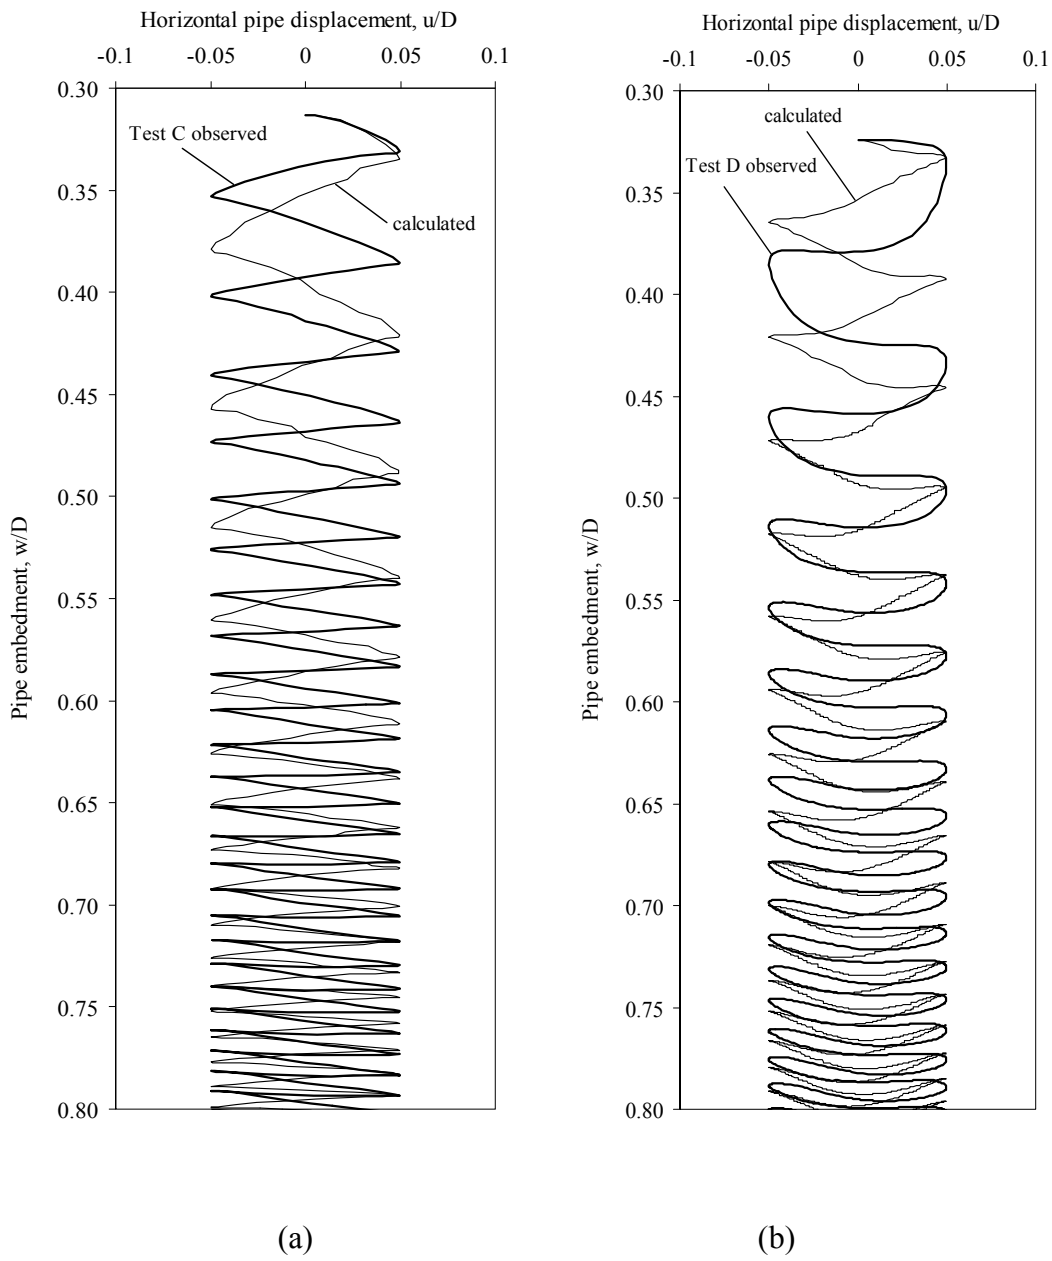 Horizontal pipe displacement, u/D
-0.1 -0.05 0 0.05 0.1
0.30
0.35
0.40
0.45
0.50
0.55
0.60
0.65
0.70
0.75
0.80
Pipe embedment, w/D
Test C observed
calculated
(a)
Horizontal pipe displacement, u/D
-0.1 -0.05 0 0.05 0.1
0.30
0.35
0.40
0.45
0.50
0.55
0.60
0.65
0.70
0.75
0.80
Pipe embedment, w/D
calculated
Test D observed
(b)